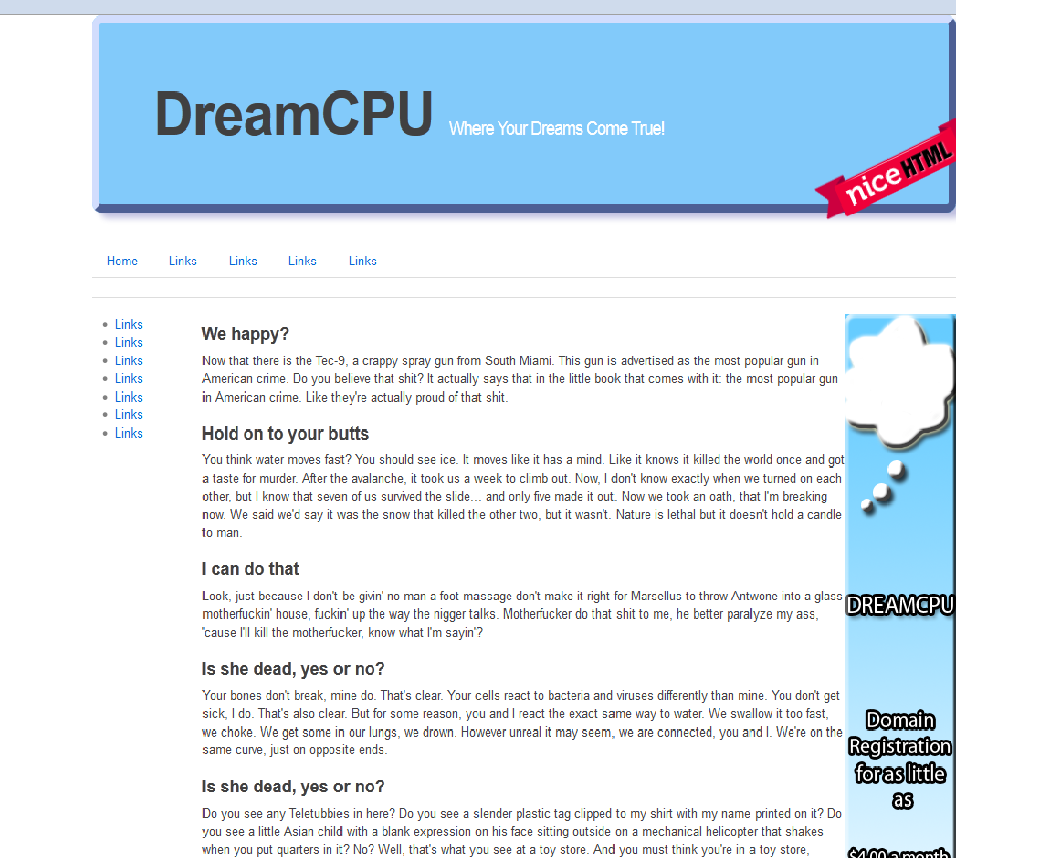 DreamCPU Where Your Dreams Come True!
nice HTML
Home Links Links Links Links
Links
Links
Links
Links
Links
Links
Links
We happy?
Now that there is the Tec-9, a crappy spray gun from South Miami. This gun is advertised as the most popular gun in
American crime. Do you believe that shit? It actually says that in the little book that comes with it: the most popular gun
in American crime. Like they're actually proud of that shit.
Hold on to your butts
You think water moves fast? You should see ice. It moves like it has a mind. Like it knows it killed the world once and got
a taste for murder. After the avalanche, it took us a week to climb out. Now, I don't know exactly when we turned on each
other, but I know that seven of us survived the slide... and only five made it out. Now we took an oath, that I'm breaking
now. We said we'd say it was the snow that killed the other two, but it wasn't. Nature is lethal but it doesn't hold a candle
to man.
I can do that
Look, just because I don't be givin' no man a foot massage don't make it right for Marsellus to throw Antwone into a glass
motherfuckin' house, fuckin' up the way the nigger talks. Motherfucker do that shit to me, he better paralyze my ass,
'cause I'll kill the motherfucker, know what I'm sayin'?
Is she dead, yes or no?
Your bones don't break, mine do. That's clear. Your cells react to bacteria and viruses differently than mine. You don't get
sick, I do. That's also clear. But for some reason, you and I react the exact same way to water. We swallow it too fast,
we choke. We get some in our lungs, we drown. However unreal it may seem, we are connected, you and I. We're on the
same curve, just on opposite ends.
Is she dead, yes or no?
Do you see any Teletubbies in here? Do you see a slender plastic tag clipped to my shirt with my name printed on it? Do
you see a little Asian child with a blank expression on his face sitting outside on a mechanical helicopter that shakes
when you put quarters in it? No? Well, that's what you see at a toy store. And you must think you're in a toy store,
DREAMCPU
Domain
Registration
for as little
as
$4.00 a month